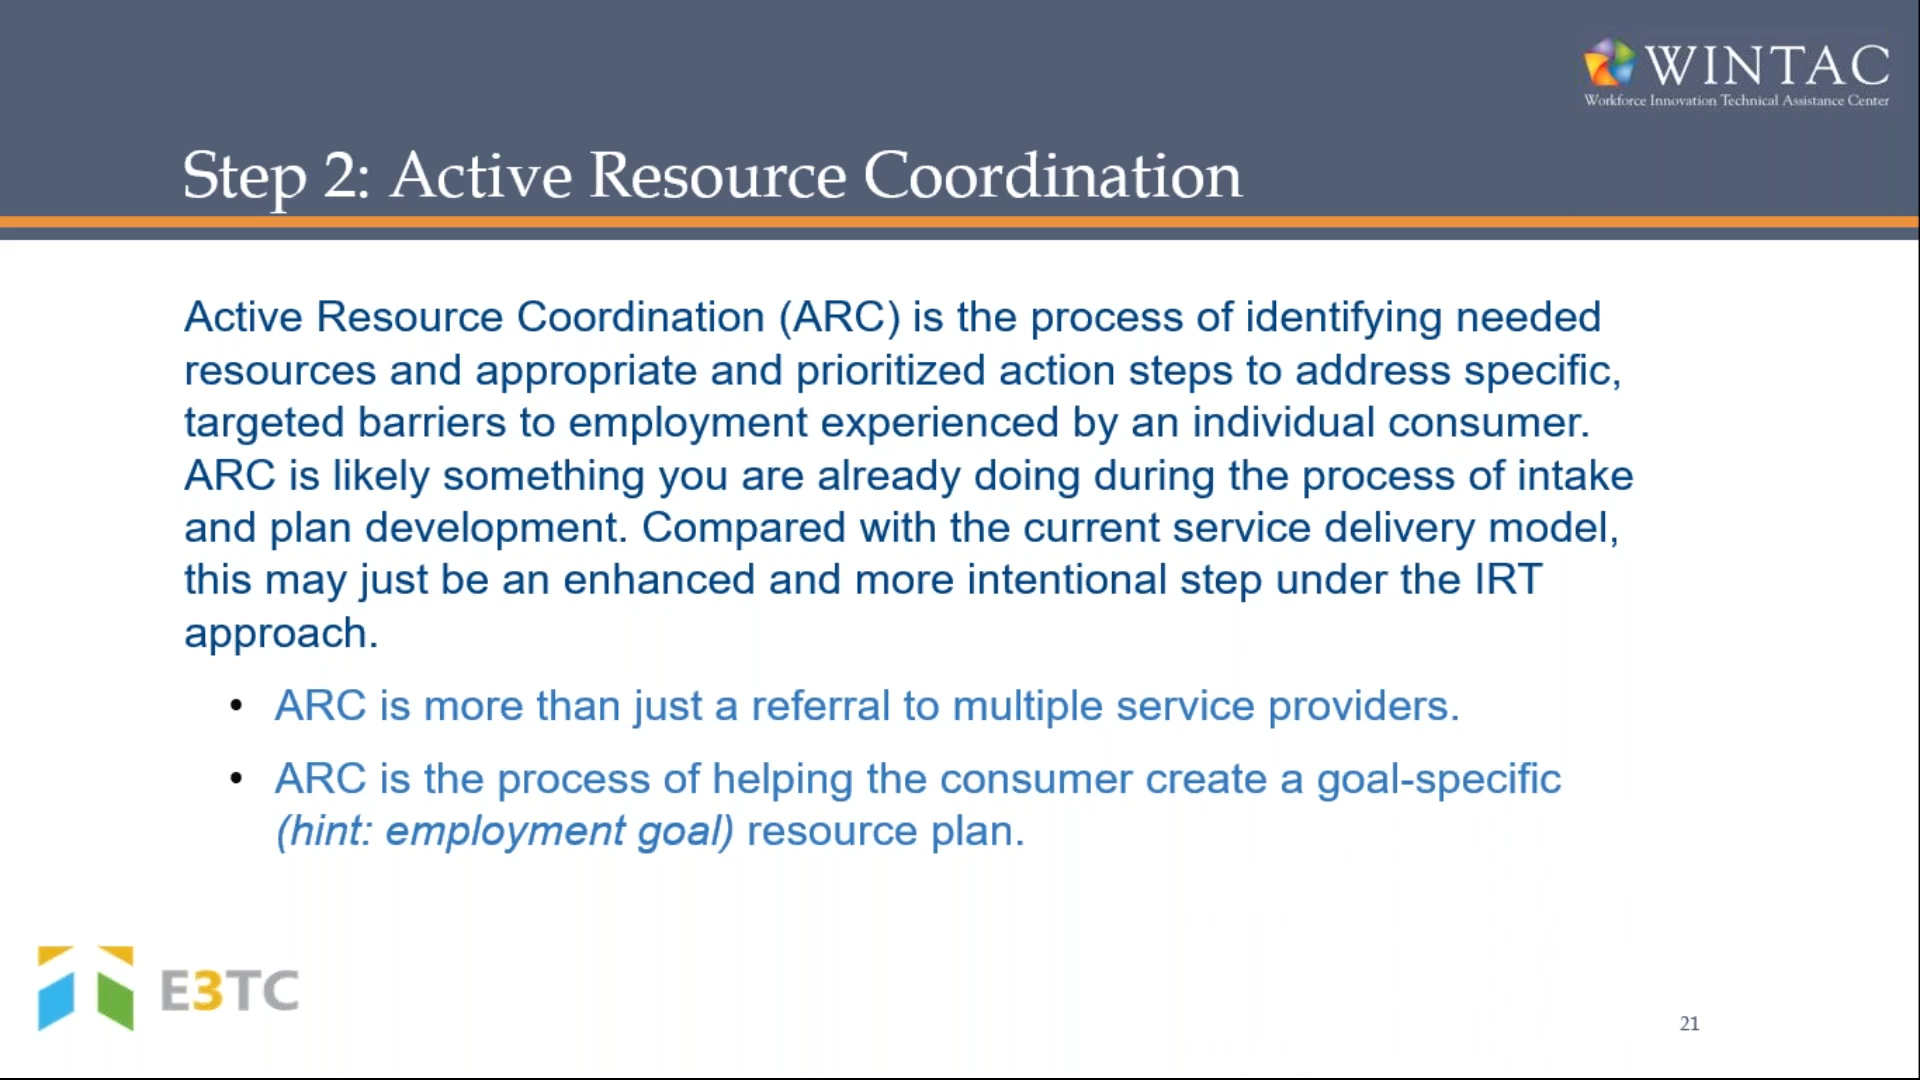 WINTAC
Workforce Innovation Technical Assistance Center
Step 2: Active Resource Coordination
Active Resource Coordination (ARC) is the process of identifying needed
resources and appropriate and prioritized action steps to address specific,
targeted barriers to employment experienced by an individual consumer.
ARC is likely something you are already doing during the process of intake
and plan development. Compared with the current service delivery model,
this may just be an enhanced and more intentional step under the IRT
approach.
• ARC is more than just a referral to multiple service providers.
• ARC is the process of helping the consumer create a goal-specific
(hint: employment goal) resource plan.
E3TC
21